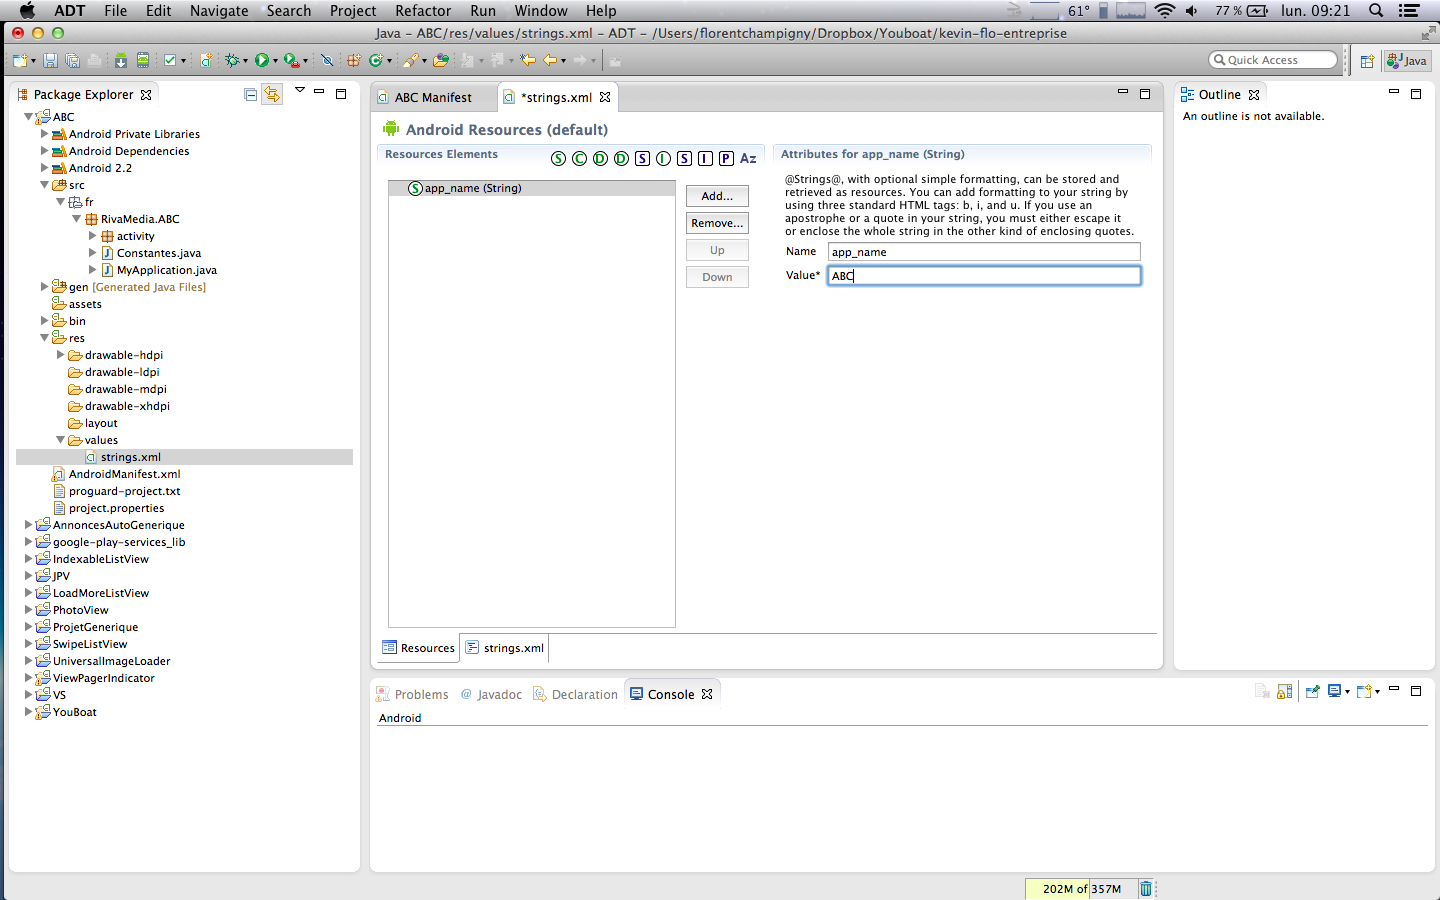 ADT File Edit Navigate Search Project Refactor Run Window Help 61° 77 % lun. 09:21
Java - ABC/res/values/strings.xml - ADT - /Users/florentchampigny/Dropbox/Youboat/kevin-flo-entreprise
Quick Access
Java
Package Explorer
ABC
Android Private Libraries
Android Dependencies
Android 2.2
src
fr
RivaMedia.ABC
activity
Constantes.java
MyApplication.java
gen [Generated Java Files]
assets
bin
res
drawable-hdpi
drawable-ldpi
drawable-mdpi
drawable-xhdpi
layout
values
strings.xml
AndroidManifest.xml
proguard-project.txt
project.properties
AnnoncesAutoGenerique
google-play-services_lib
IndexableListView
JPV
LoadMoreListView
PhotoView
ProjetGenerique
SwipeListView
UniversalImageLoader
ViewPagerIndicator
VS
YouBoat
ABC Manifest
*strings.xml
Android Resources (default)
Resources Elements
S C D D S I S I P Az
S app_name (String)
Add...
Remove...
Up
Down
Attributes for app_name (String)
@Strings@, with optional simple formatting, can be stored and
retrieved as resources. You can add formatting to your string by
using three standard HTML tags: b, i, and u. If you use an
apostrophe or a quote in your string, you must either escape it
or enclose the whole string in the other kind of enclosing quotes.
Name app_name
Value* ABC
Resources
strings.xml
Outline
An outline is not available.
Problems
@ Javadoc
Declaration
Console
Android
202M of 357M